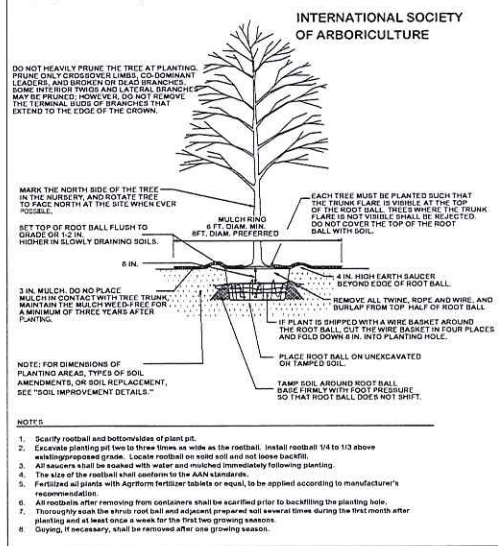 INTERNATIONAL SOCIETY
OF ARBORICULTURE
DO NOT HEAVILY PRUNE THE TREE AT PLANTING.
PRUNE ONLY CROSSOVER LIMBS, CO-DOMINANT
LEADERS, AND BROKEN OR DEAD BRANCHES.
SOME INTERIOR TWIGS AND LATERAL BRANCHES
MAY BE PRUNED; HOWEVER, DO NOT REMOVE
THE TERMINAL BUDS OF BRANCHES THAT
EXTEND TO THE EDGE OF THE CROWN.
MARK THE NORTH SIDE OF THE TREE
IN THE NURSERY, AND ROTATE TREE
TO FACE NORTH AT THE SITE WHEN EVER
POSSIBLE.
EACH TREE MUST BE PLANTED SUCH THAT
THE TRUNK FLARE IS VISIBLE AT THE TOP
OF THE ROOT BALL. TREES WHERE THE TRUNK
FLARE IS NOT VISIBLE SHALL BE REJECTED.
DO NOT COVER THE TOP OF THE ROOT
BALL WITH SOIL.
MULCH RING
6 FT. DIAM. MIN.
8FT. DIAM. PREFERRED
SET TOP OF ROOT BALL FLUSH TO
GRADE OR 1-2 IN.
HIGHER IN SLOWLY DRAINING SOILS.
8 IN.
4 IN. HIGH EARTH SAUCER
BEYOND EDGE OF ROOT BALL.
3 IN. MULCH. DO NO PLACE
MULCH IN CONTACT WITH TREE TRUNK.
MAINTAIN THE MULCH WEED-FREE FOR
A MINIMUM OF THREE YEARS AFTER
PLANTING.
REMOVE ALL TWINE, ROPE AND WIRE, AND
BURLAP FROM TOP HALF OF ROOT BALL
IF PLANT IS SHIPPED WITH A WIRE BASKET AROUND
THE ROOT BALL, CUT THE WIRE BASKET IN FOUR PLACES
AND FOLD DOWN 8 IN. INTO PLANTING HOLE.
NOTE: FOR DIMENSIONS OF
PLANTING AREAS, TYPES OF SOIL
AMENDMENTS, OR SOIL REPLACEMENT,
SEE "SOIL IMPROVEMENT DETAILS."
PLACE ROOT BALL ON UNEXCAVATED
OR TAMPED SOIL.
TAMP SOIL AROUND ROOT BALL
BASE FIRMLY WITH FOOT PRESSURE
SO THAT ROOT BALL DOES NOT SHIFT.
NOTES
1. Scarify rootball and bottom/sides of plant pit.
2. Excavate planting pit two to three times as wide as the rootball. Install rootball 1/4 to 1/3 above
existing/proposed grade. Locate rootball on solid soil and not loose backfill.
3. All saucers shall be soaked with water and mulched immediately following planting.
4. The size of the rootball shall conform to the AAN standards.
5. Fertilized all plants with Agriform fertilizer tablets or equal, to be applied according to manufacturer's
recommendation.
6. All rootballs after removing from containers shall be scarified prior to backfilling the planting hole.
7. Thoroughly soak the shrub root ball and adjacent prepared soil several times during the first month after
planting and at least once a week for the first two growing seasons.
8. Guying, if necessary, shall be removed after one growing season.